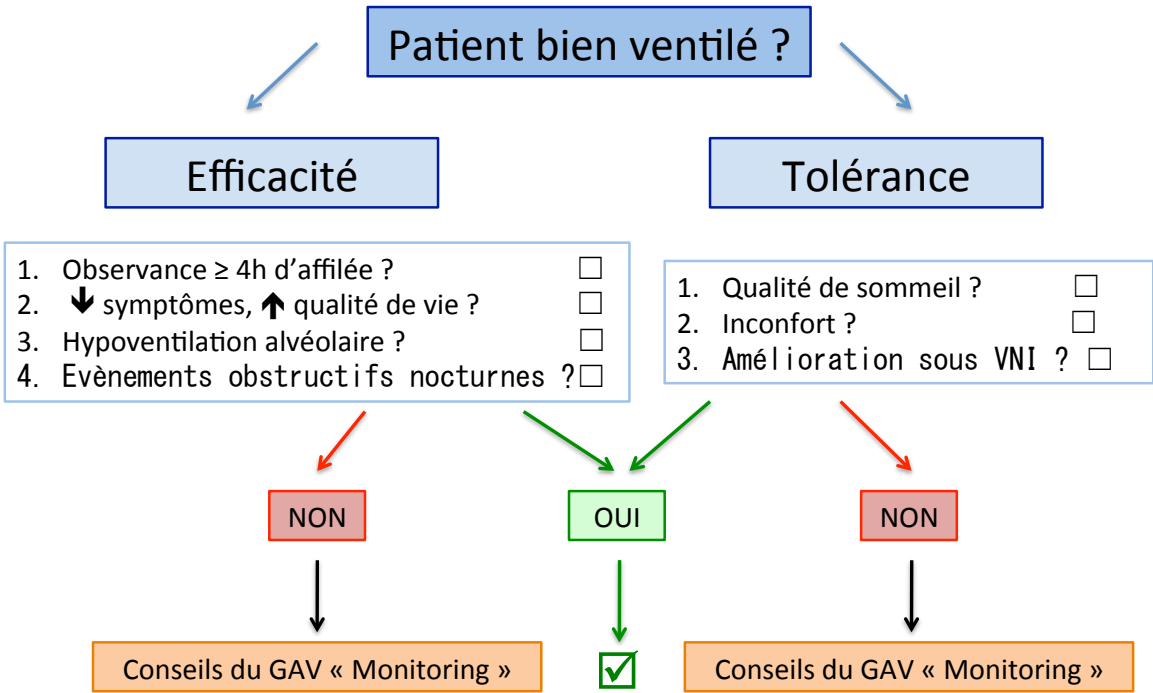 Patient bien ventilé ?
Efficacité
Tolérance
1. Observance ≥ 4h d’affilée ? ☐
2. 🡻 symptômes, 🡹 qualité de vie ? ☐
3. Hypoventilation alvéolaire ? ☐
4. Evènements obstructifs nocturnes ?☐
1. Qualité de sommeil ? ☐
2. Inconfort ? ☐
3. Amélioration sous VNI ? ☐
NON
OUI
NON
Conseils du GAV « Monitoring »
☑
Conseils du GAV « Monitoring »